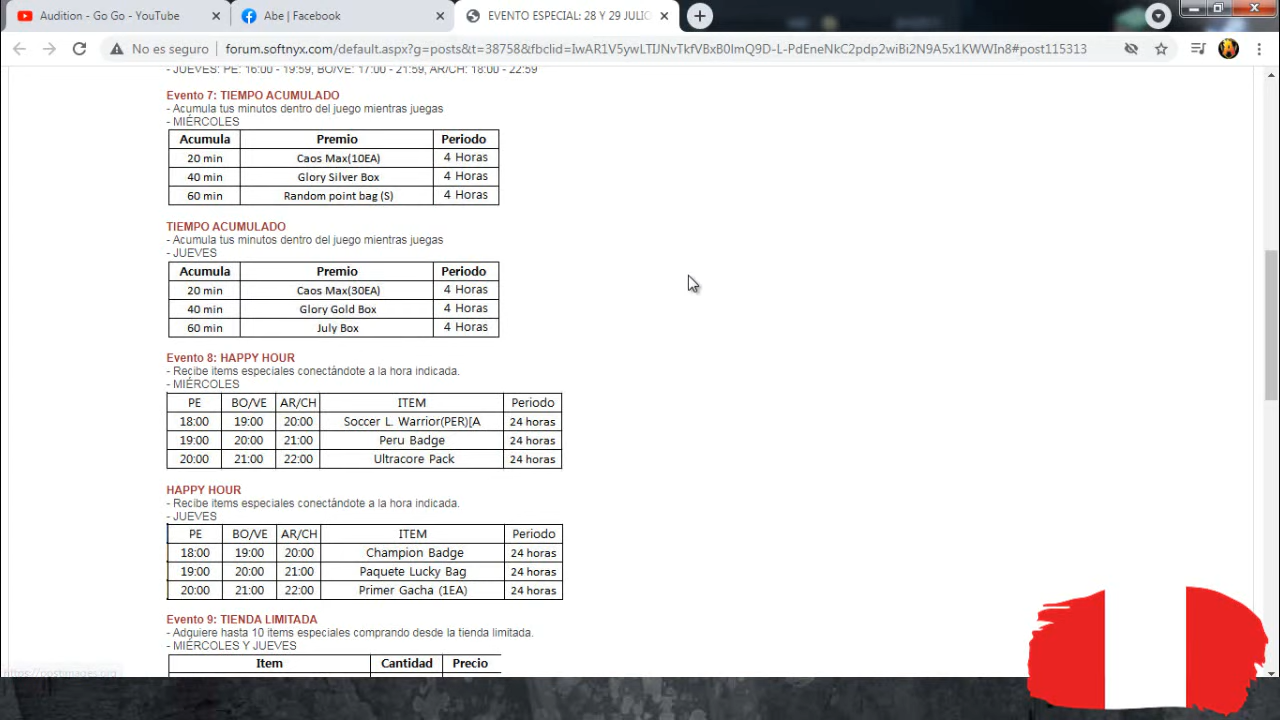 Audition - Go Go - YouTube × Abe | Facebook × EVENTO ESPECIAL: 28 Y 29 JULIO ×
No es seguro | forum.softnyx.com/default.aspx?g=posts&t=38758&fbclid=IwAR1V5ywLTlJNvTkfVBxB0lmQ9D-L-PdEneNkC2pdp2wiBi2N9A5x1KWWIn8#post115313
- JUEVES: PE: 16:00 - 19:59, BO/VE: 17:00 - 21:59, AR/CH: 18:00 - 22:59
Evento 7: TIEMPO ACUMULADO
- Acumula tus minutos dentro del juego mientras juegas
- MIÉRCOLES
Acumula Premio Periodo
20 min Caos Max(10EA) 4 Horas
40 min Glory Silver Box 4 Horas
60 min Random point bag (S) 4 Horas
TIEMPO ACUMULADO
- Acumula tus minutos dentro del juego mientras juegas
- JUEVES
Acumula Premio Periodo
20 min Caos Max(30EA) 4 Horas
40 min Glory Gold Box 4 Horas
60 min July Box 4 Horas
Evento 8: HAPPY HOUR
- Recibe items especiales conectándote a la hora indicada.
- MIÉRCOLES
PE BO/VE AR/CH ITEM Periodo
18:00 19:00 20:00 Soccer L. Warrior(PER)[A 24 horas
19:00 20:00 21:00 Peru Badge 24 horas
20:00 21:00 22:00 Ultracore Pack 24 horas
HAPPY HOUR
- Recibe items especiales conectándote a la hora indicada.
- JUEVES
PE BO/VE AR/CH ITEM Periodo
18:00 19:00 20:00 Champion Badge 24 horas
19:00 20:00 21:00 Paquete Lucky Bag 24 horas
20:00 21:00 22:00 Primer Gacha (1EA) 24 horas
Evento 9: TIENDA LIMITADA
- Adquiere hasta 10 items especiales comprando desde la tienda limitada.
- MIÉRCOLES Y JUEVES
Item Cantidad Precio
https://postimages.org